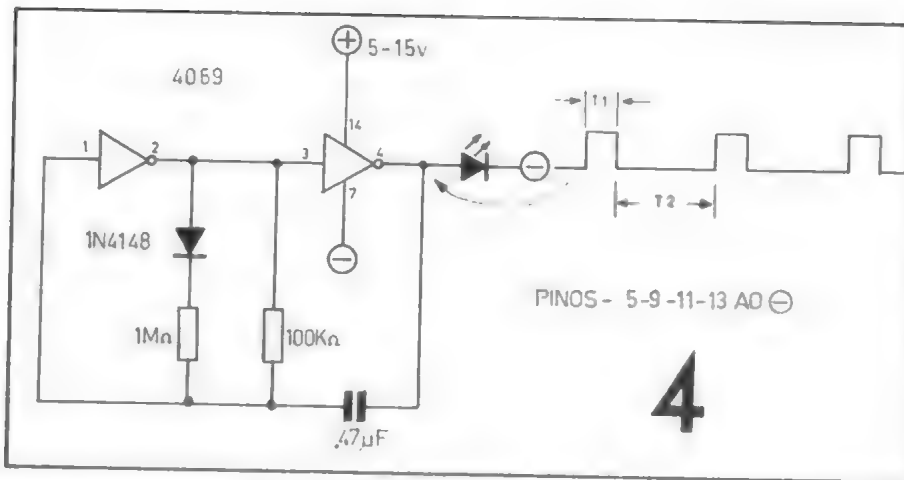 4069
+ 5-15v
T1
1
2
14
3
4
7
−
−
T2
1N4148
1MΩ
100KΩ
PINOS - 5-9-11-13 AO ⊖
.47µF
4